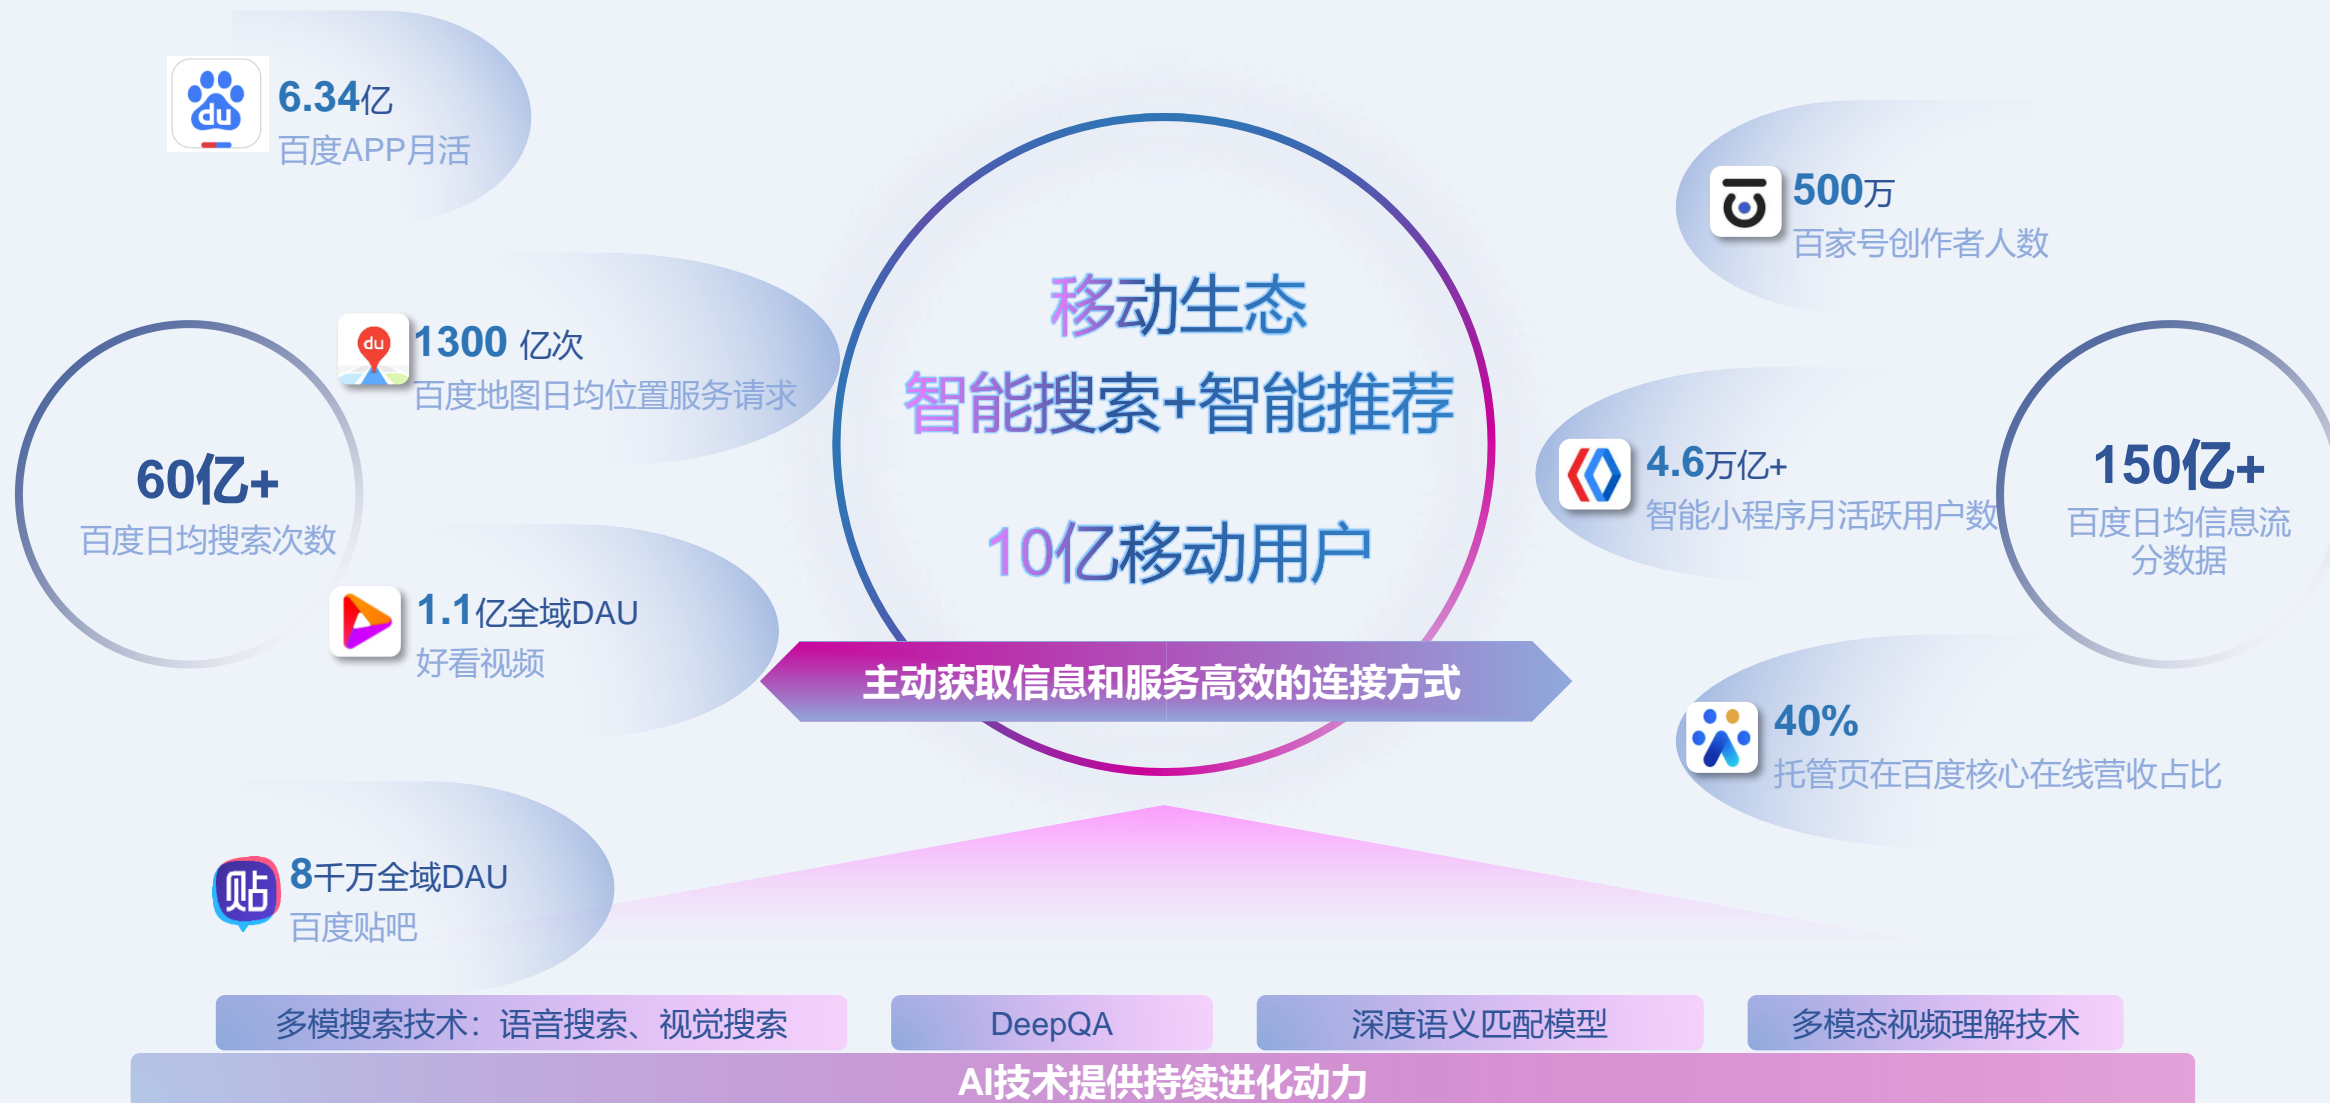 du
6.34亿
百度APP月活
du
1300 亿次
百度地图日均位置服务请求
60亿+
百度日均搜索次数
1.1亿全域DAU
好看视频
贴
8千万全域DAU
百度贴吧
移动生态
智能搜索+智能推荐
10亿移动用户
主动获取信息和服务高效的连接方式
500万
百家号创作者人数
4.6万亿+
智能小程序月活跃用户数
150亿+
百度日均信息流
分数据
40%
托管页在百度核心在线营收占比
多模搜索技术：语音搜索、视觉搜索
DeepQA
深度语义匹配模型
多模态视频理解技术
AI技术提供持续进化动力